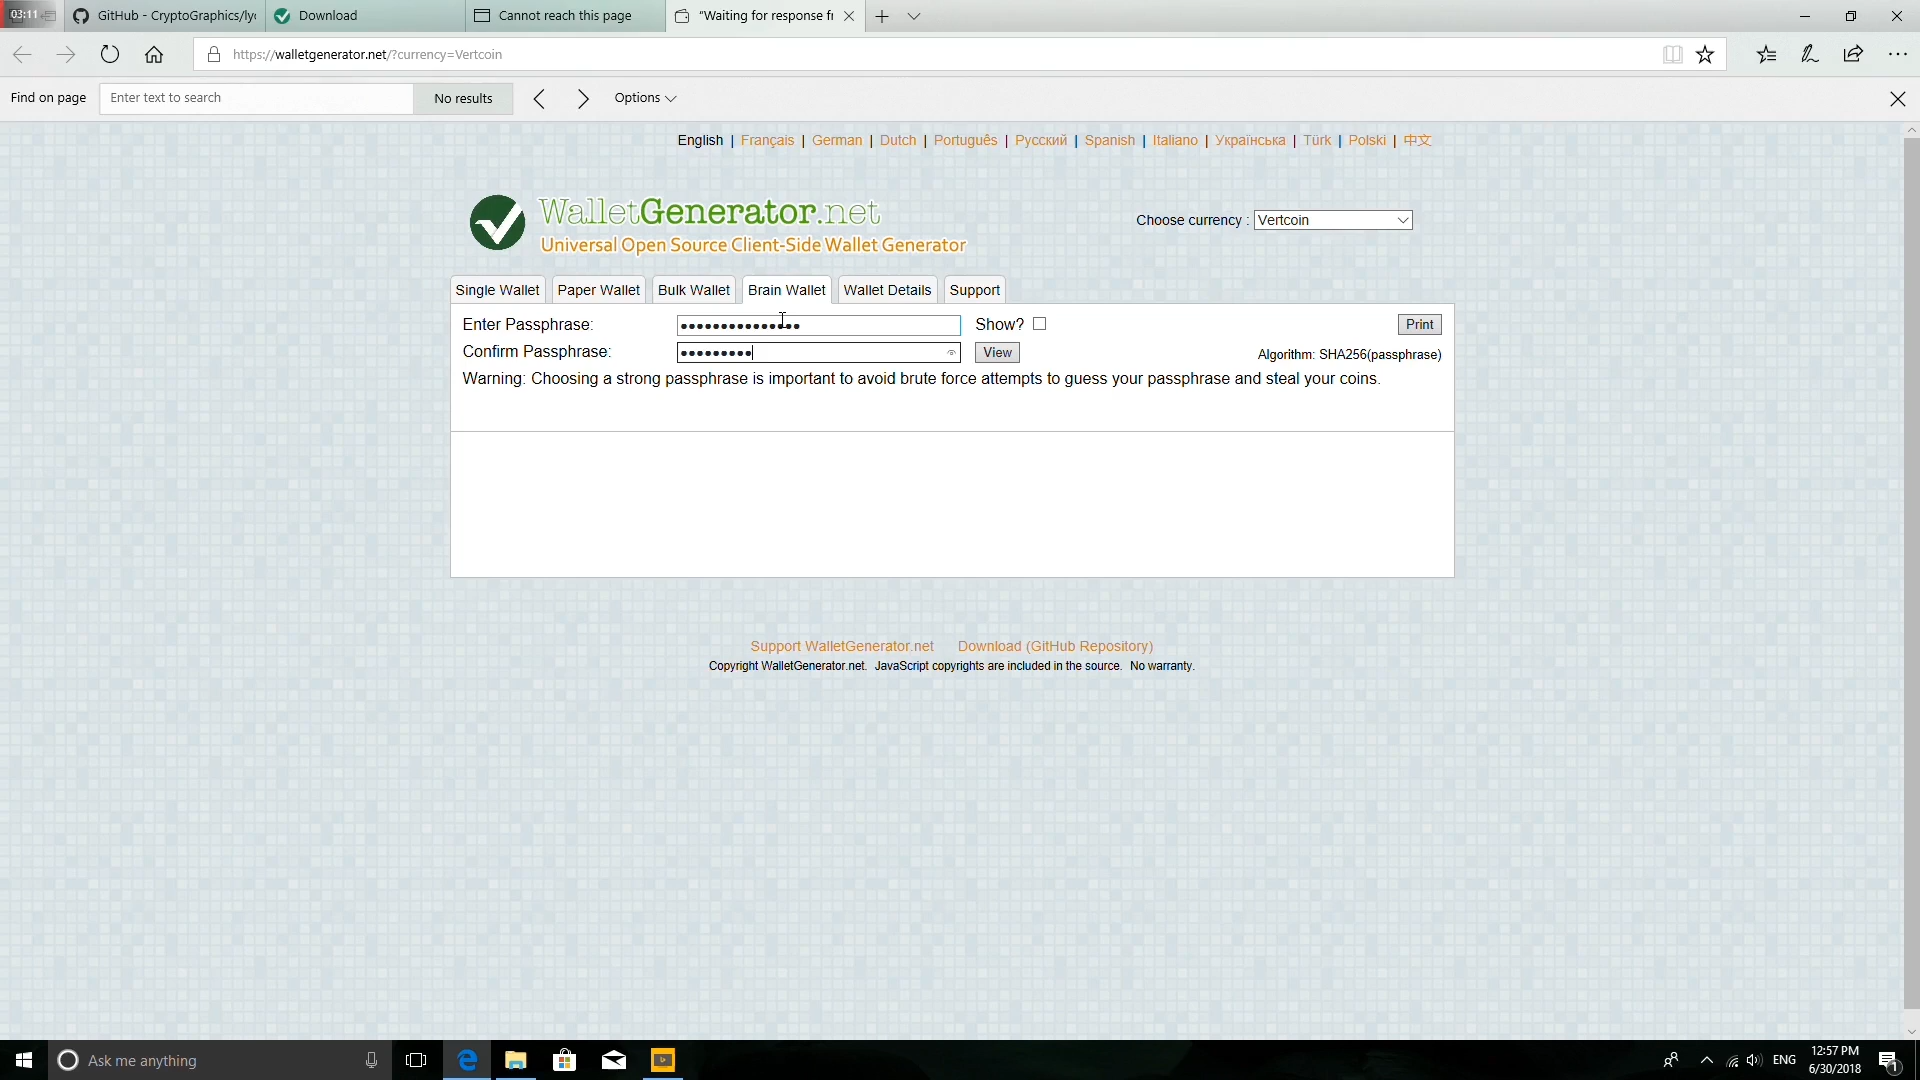 03:11
GitHub - CryptoGraphics/ly
Download
Cannot reach this page
"Waiting for response fr
https://walletgenerator.net/?currency=Vertcoin
Find on page
Enter text to search
No results
Options
English | Français | German | Dutch | Português | Русский | Spanish | Italiano | Українська | Türk | Polski | 中文
WalletGenerator.net
Universal Open Source Client-Side Wallet Generator
Choose currency : Vertcoin
Single Wallet
Paper Wallet
Bulk Wallet
Brain Wallet
Wallet Details
Support
Enter Passphrase:
Show?
Print
Confirm Passphrase:
View
Algorithm: SHA256(passphrase)
Warning: Choosing a strong passphrase is important to avoid brute force attempts to guess your passphrase and steal your coins.
Support WalletGenerator.net
Download (GitHub Repository)
Copyright WalletGenerator.net. JavaScript copyrights are included in the source. No warranty.
Ask me anything
ENG
12:57 PM
6/30/2018
1